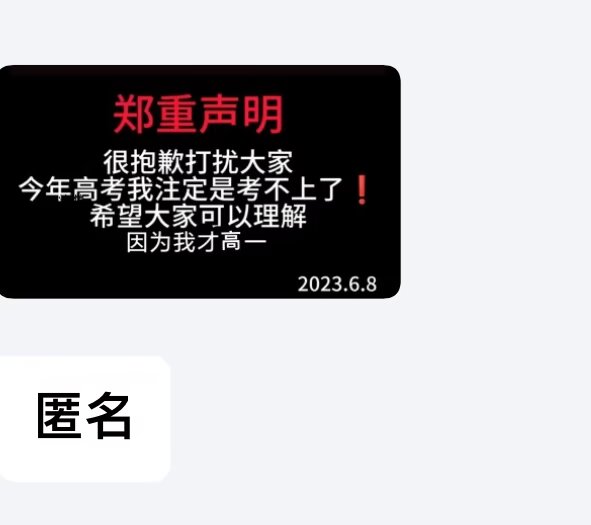 郑重声明
很抱歉打扰大家
今年高考我注定是考不上了❗
希望大家可以理解
因为我才高一
2023.6.8
匿名